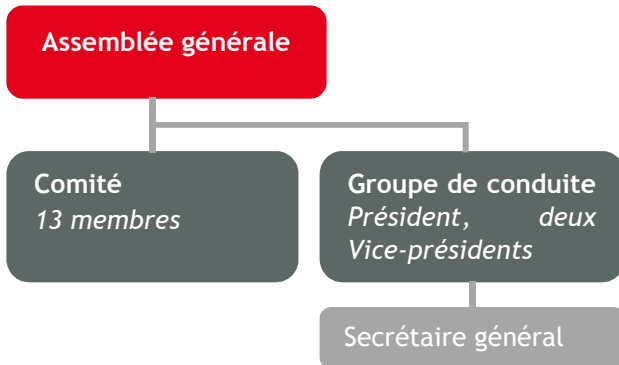 Assemblée générale
Comité
13 membres
Groupe de conduite
Président, deux
Vice-présidents
Secrétaire général